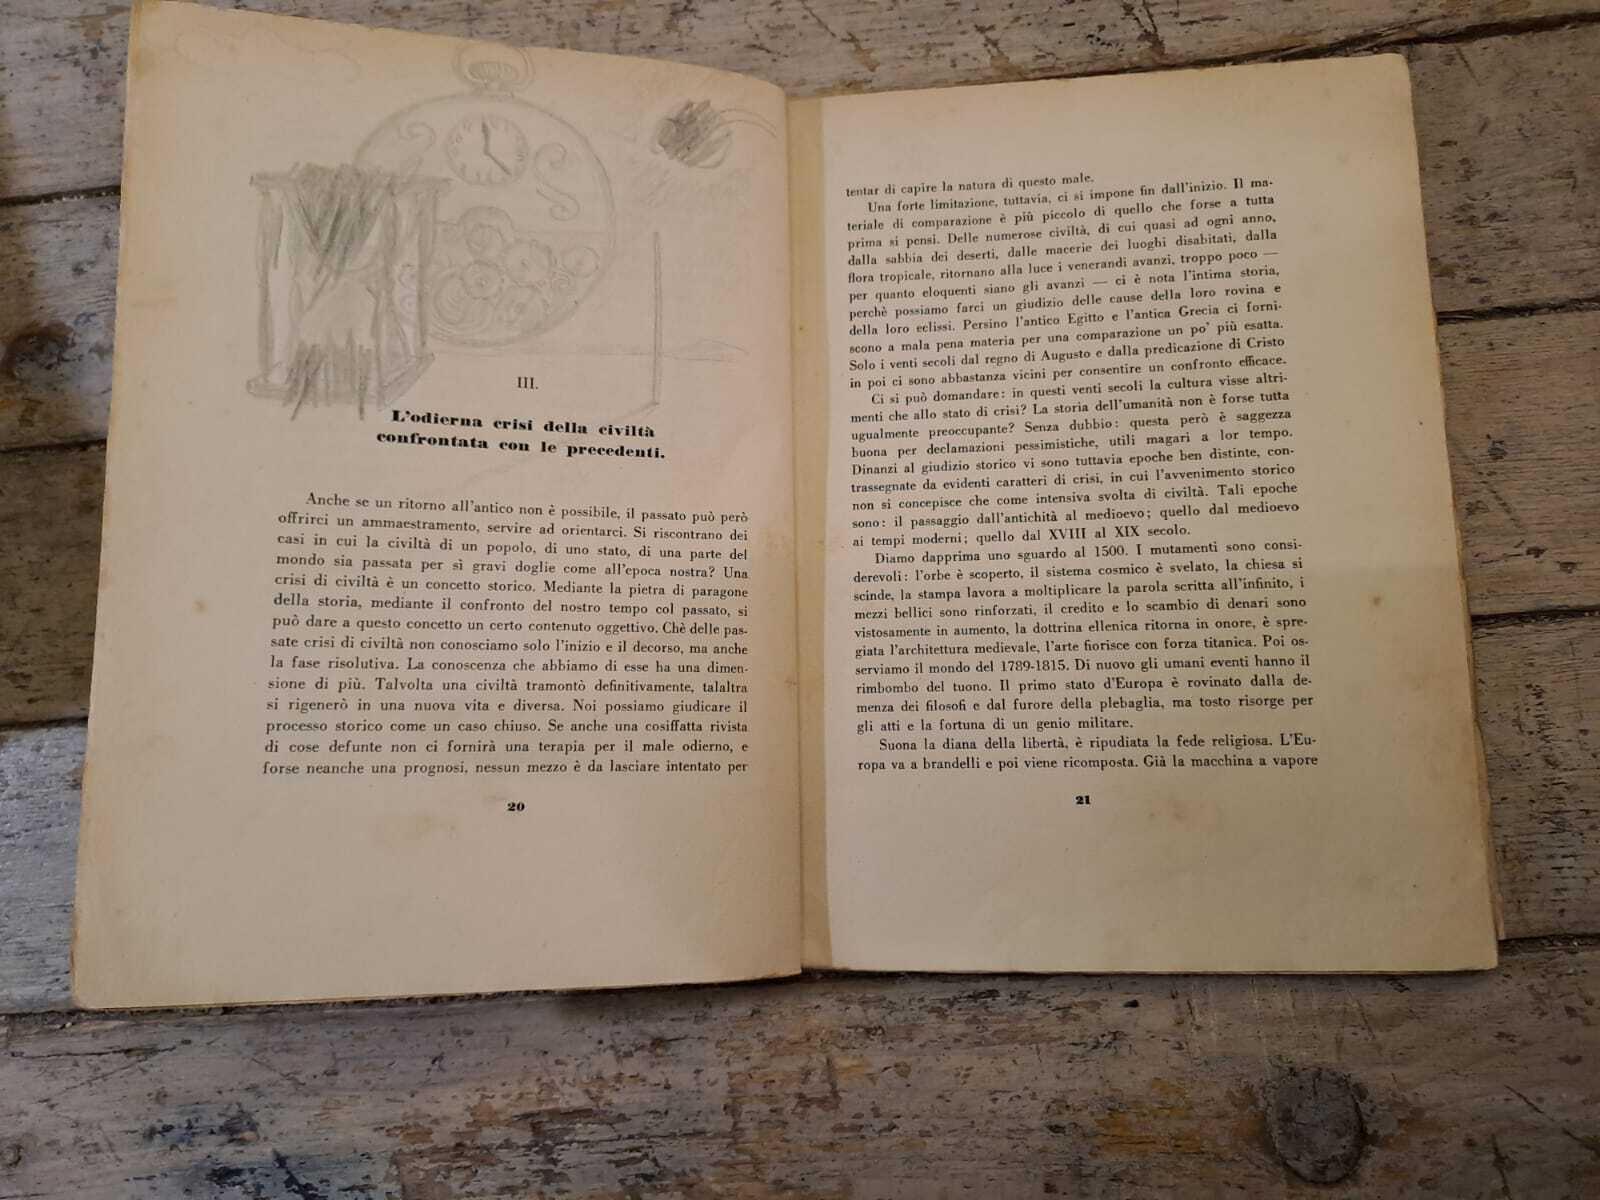 III.
L'odierna crisi della civiltà
confrontata con le precedenti.
Anche se un ritorno all'antico non è possibile, il passato può però
offrirci un ammaestramento, servire ad orientarci. Si riscontrano dei
casi in cui la civiltà di un popolo, di uno stato, di una parte del
mondo sia passata per sì gravi doglie come all'epoca nostra? Una
crisi di civiltà è un concetto storico. Mediante la pietra di paragone
della storia, mediante il confronto del nostro tempo col passato, si
può dare a questo concetto un certo contenuto oggettivo. Chè delle pas-
sate crisi di civiltà non conosciamo solo l'inizio e il decorso, ma anche
la fase risolutiva. La conoscenza che abbiamo di esse ha una dimen-
sione di più. Talvolta una civiltà tramontò definitivamente, talaltra
si rigenerò in una nuova vita e diversa. Noi possiamo giudicare il
processo storico come un caso chiuso. Se anche una cosiffatta rivista
di cose defunte non ci fornirà una terapia per il male odierno, e
forse neanche una prognosi, nessun mezzo è da lasciare intentato per
20
tentar di capire la natura di questo male.
Una forte limitazione, tuttavia, ci si impone fin dall'inizio. Il ma-
teriale di comparazione è più piccolo di quello che forse a tutta
prima si pensi. Delle numerose civiltà, di cui quasi ad ogni anno,
dalla sabbia dei deserti, dalle macerie dei luoghi disabitati, dalla
flora tropicale, ritornano alla luce i venerandi avanzi, troppo poco —
per quanto eloquenti siano gli avanzi — ci è nota l'intima storia,
perchè possiamo farci un giudizio delle cause della loro rovina e
della loro eclissi. Persino l'antico Egitto e l'antica Grecia ci forni-
scono a mala pena materia per una comparazione un po' più esatta.
Solo i venti secoli dal regno di Augusto e dalla predicazione di Cristo
in poi ci sono abbastanza vicini per consentire un confronto efficace.
Ci si può domandare: in questi venti secoli la cultura visse altri-
menti che allo stato di crisi? La storia dell'umanità non è forse tutta
ugualmente preoccupante? Senza dubbio: questa però è saggezza
buona per declamazioni pessimistiche, utili magari a lor tempo.
Dinanzi al giudizio storico vi sono tuttavia epoche ben distinte, con-
trassegnate da evidenti caratteri di crisi, in cui l'avvenimento storico
non si concepisce che come intensiva svolta di civiltà. Tali epoche
sono: il passaggio dall'antichità al medioevo; quello dal medioevo
ai tempi moderni; quello dal XVIII al XIX secolo.
Diamo dapprima uno sguardo al 1500. I mutamenti sono consi-
derevoli: l'orbe è scoperto, il sistema cosmico è svelato, la chiesa si
scinde, la stampa lavora a moltiplicare la parola scritta all'infinito, i
mezzi bellici sono rinforzati, il credito e lo scambio di denari sono
vistosamente in aumento, la dottrina ellenica ritorna in onore, è spre-
giata l'architettura medievale, l'arte fiorisce con forza titanica. Poi os-
serviamo il mondo del 1789-1815. Di nuovo gli umani eventi hanno il
rimbombo del tuono. Il primo stato d'Europa è rovinato dalla de-
menza dei filosofi e dal furore della plebaglia, ma tosto risorge per
gli atti e la fortuna di un genio militare.
Suona la diana della libertà, è ripudiata la fede religiosa. L'Eu-
ropa va a brandelli e poi viene ricomposta. Già la macchina a vapore
21